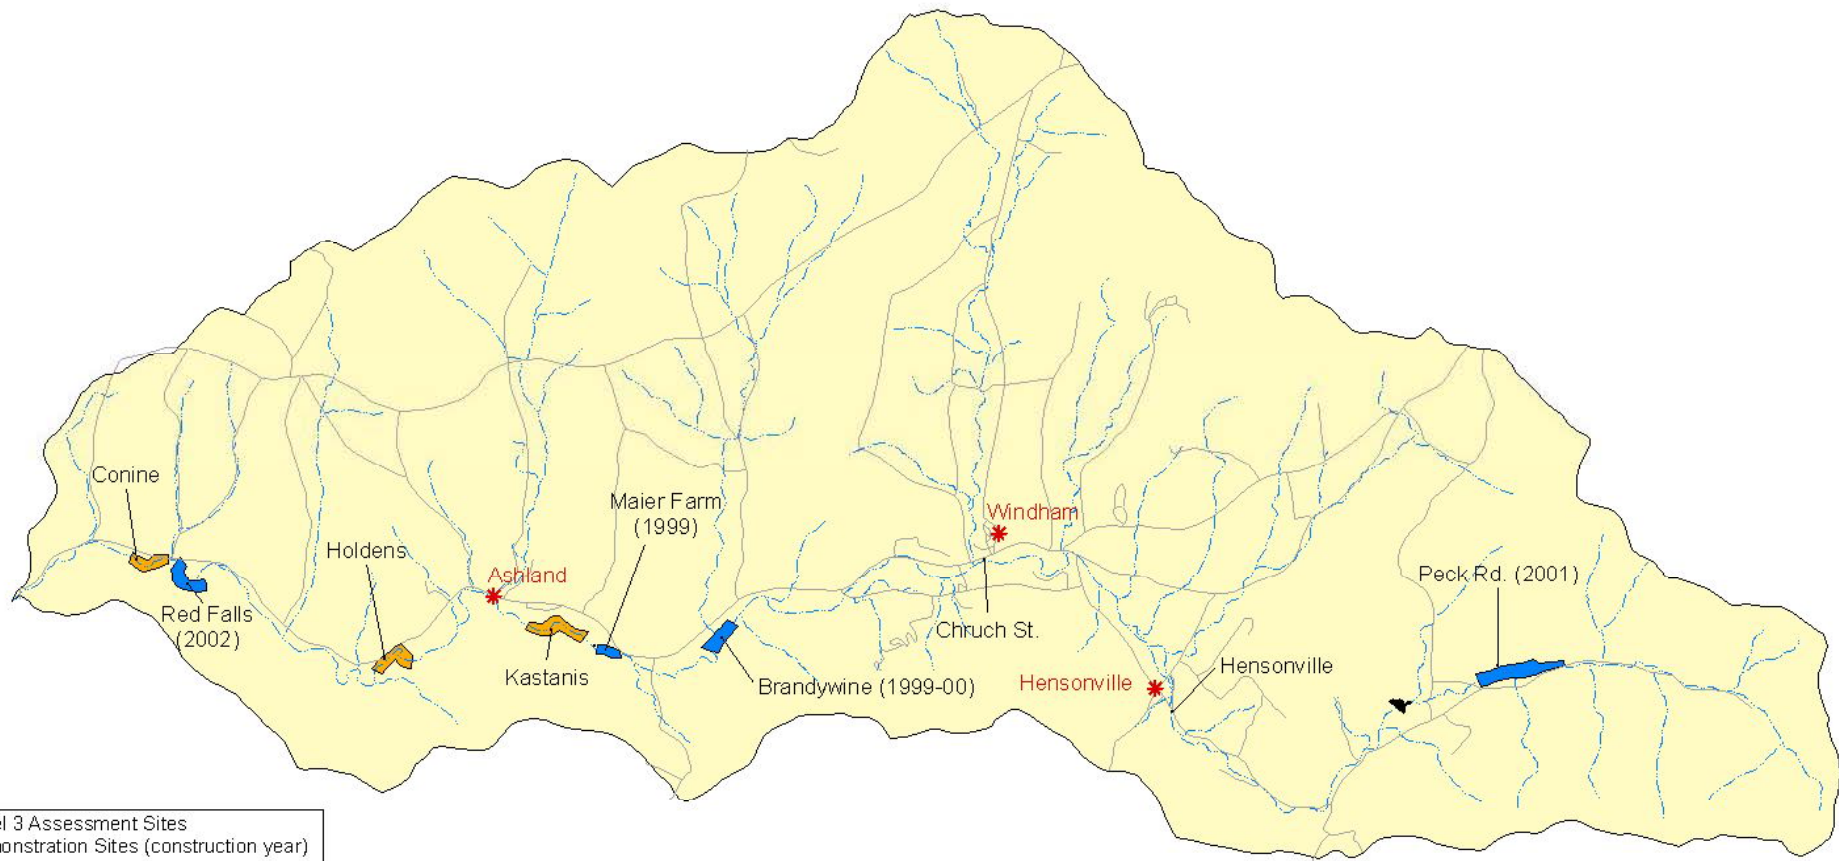 Conine
Red Falls
(2002)
Holdens
Ashland
Kastanis
Maier Farm
(1999)
Brandywine (1999-00)
Windham
Chruch St.
Hensonville
Hensonville
Peck Rd. (2001)
3 Assessment Sites
Sites (construction year)